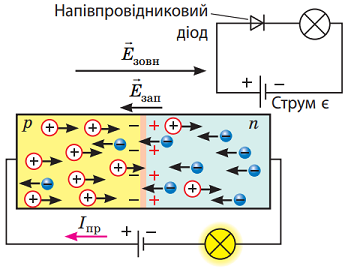 Напівпровідниковий
діод
E⃗зовн
+ −
Струм є
E⃗зап
p
n
− +
− +
− +
− +
Iпр
+ −